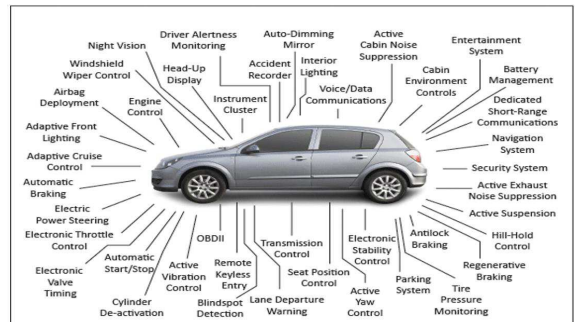 Driver Alertness
Monitoring
Auto-Dimming
Mirror
Active
Cabin Noise
Suppression
Entertainment
System
Night Vision
Windshield
Wiper Control
Head-Up
Display
Accident
Recorder
Interior
Lighting
Cabin
Environment
Controls
Battery
Management
Airbag
Deployment
Engine
Control
Instrument
Cluster
Voice/Data
Communications
Dedicated
Short-Range
Communications
Adaptive Front
Lighting
Navigation
System
Adaptive Cruise
Control
Security System
Automatic
Braking
Active Exhaust
Noise Suppression
Electric
Power Steering
Active Suspension
Electronic Throttle
Control
OBDII
Transmission
Control
Electronic
Stability
Control
Antilock
Braking
Hill-Hold
Control
Electronic
Valve
Timing
Automatic
Start/Stop
Active
Vibration
Control
Remote
Keyless
Entry
Seat Position
Control
Parking
System
Regenerative
Braking
Cylinder
De-activation
Blindspot
Detection
Lane Departure
Warning
Active
Yaw
Control
Tire
Pressure
Monitoring